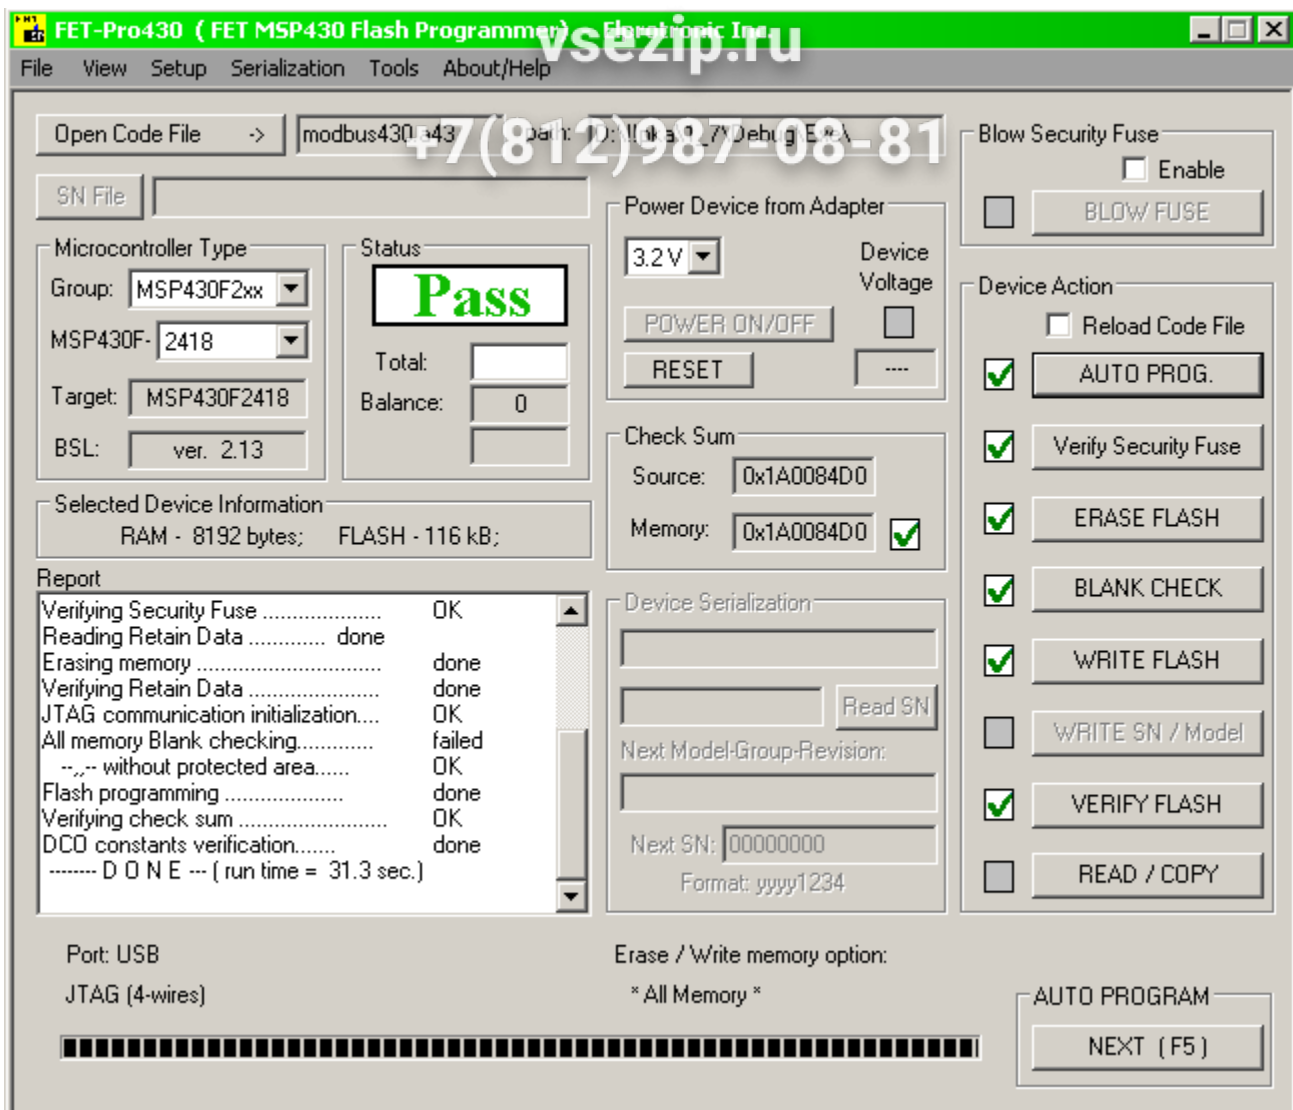 FET-Pro430 ( FET MSP430 Flash Programmer) - Elprotronic Inc.
vsezip.ru
File View Setup Serialization Tools About/Help
Open Code File -> modbus430.a43 path:
+7(812)987-08-81
SN File
Microcontroller Type
Group: MSP430F2xx
MSP430F- 2418
Target: MSP430F2418
BSL: ver. 2.13
Status
Pass
Total:
Balance: 0
Selected Device Information
RAM - 8192 bytes; FLASH - 116 kB;
Report
Verifying Security Fuse ..................... OK
Reading Retain Data ............. done
Erasing memory ................................. done
Verifying Retain Data ....................... done
JTAG communication initialization.... OK
All memory Blank checking............. failed
--,,-- without protected area...... OK
Flash programming ..................... done
Verifying check sum .......................... OK
DCO constants verification....... done
-------- D O N E --- ( run time = 31.3 sec.)
Power Device from Adapter
3.2 V
Device
Voltage
POWER ON/OFF
RESET
----
Check Sum
Source: 0x1A0084D0
Memory: 0x1A0084D0
Device Serialization
Read SN
Next Model-Group-Revision:
Next SN: 00000000
Format: yyyy1234
Blow Security Fuse
Enable
BLOW FUSE
Device Action
Reload Code File
AUTO PROG.
Verify Security Fuse
ERASE FLASH
BLANK CHECK
WRITE FLASH
WRITE SN / Model
VERIFY FLASH
READ / COPY
Port: USB
JTAG (4-wires)
Erase / Write memory option:
* All Memory *
AUTO PROGRAM
NEXT ( F5 )